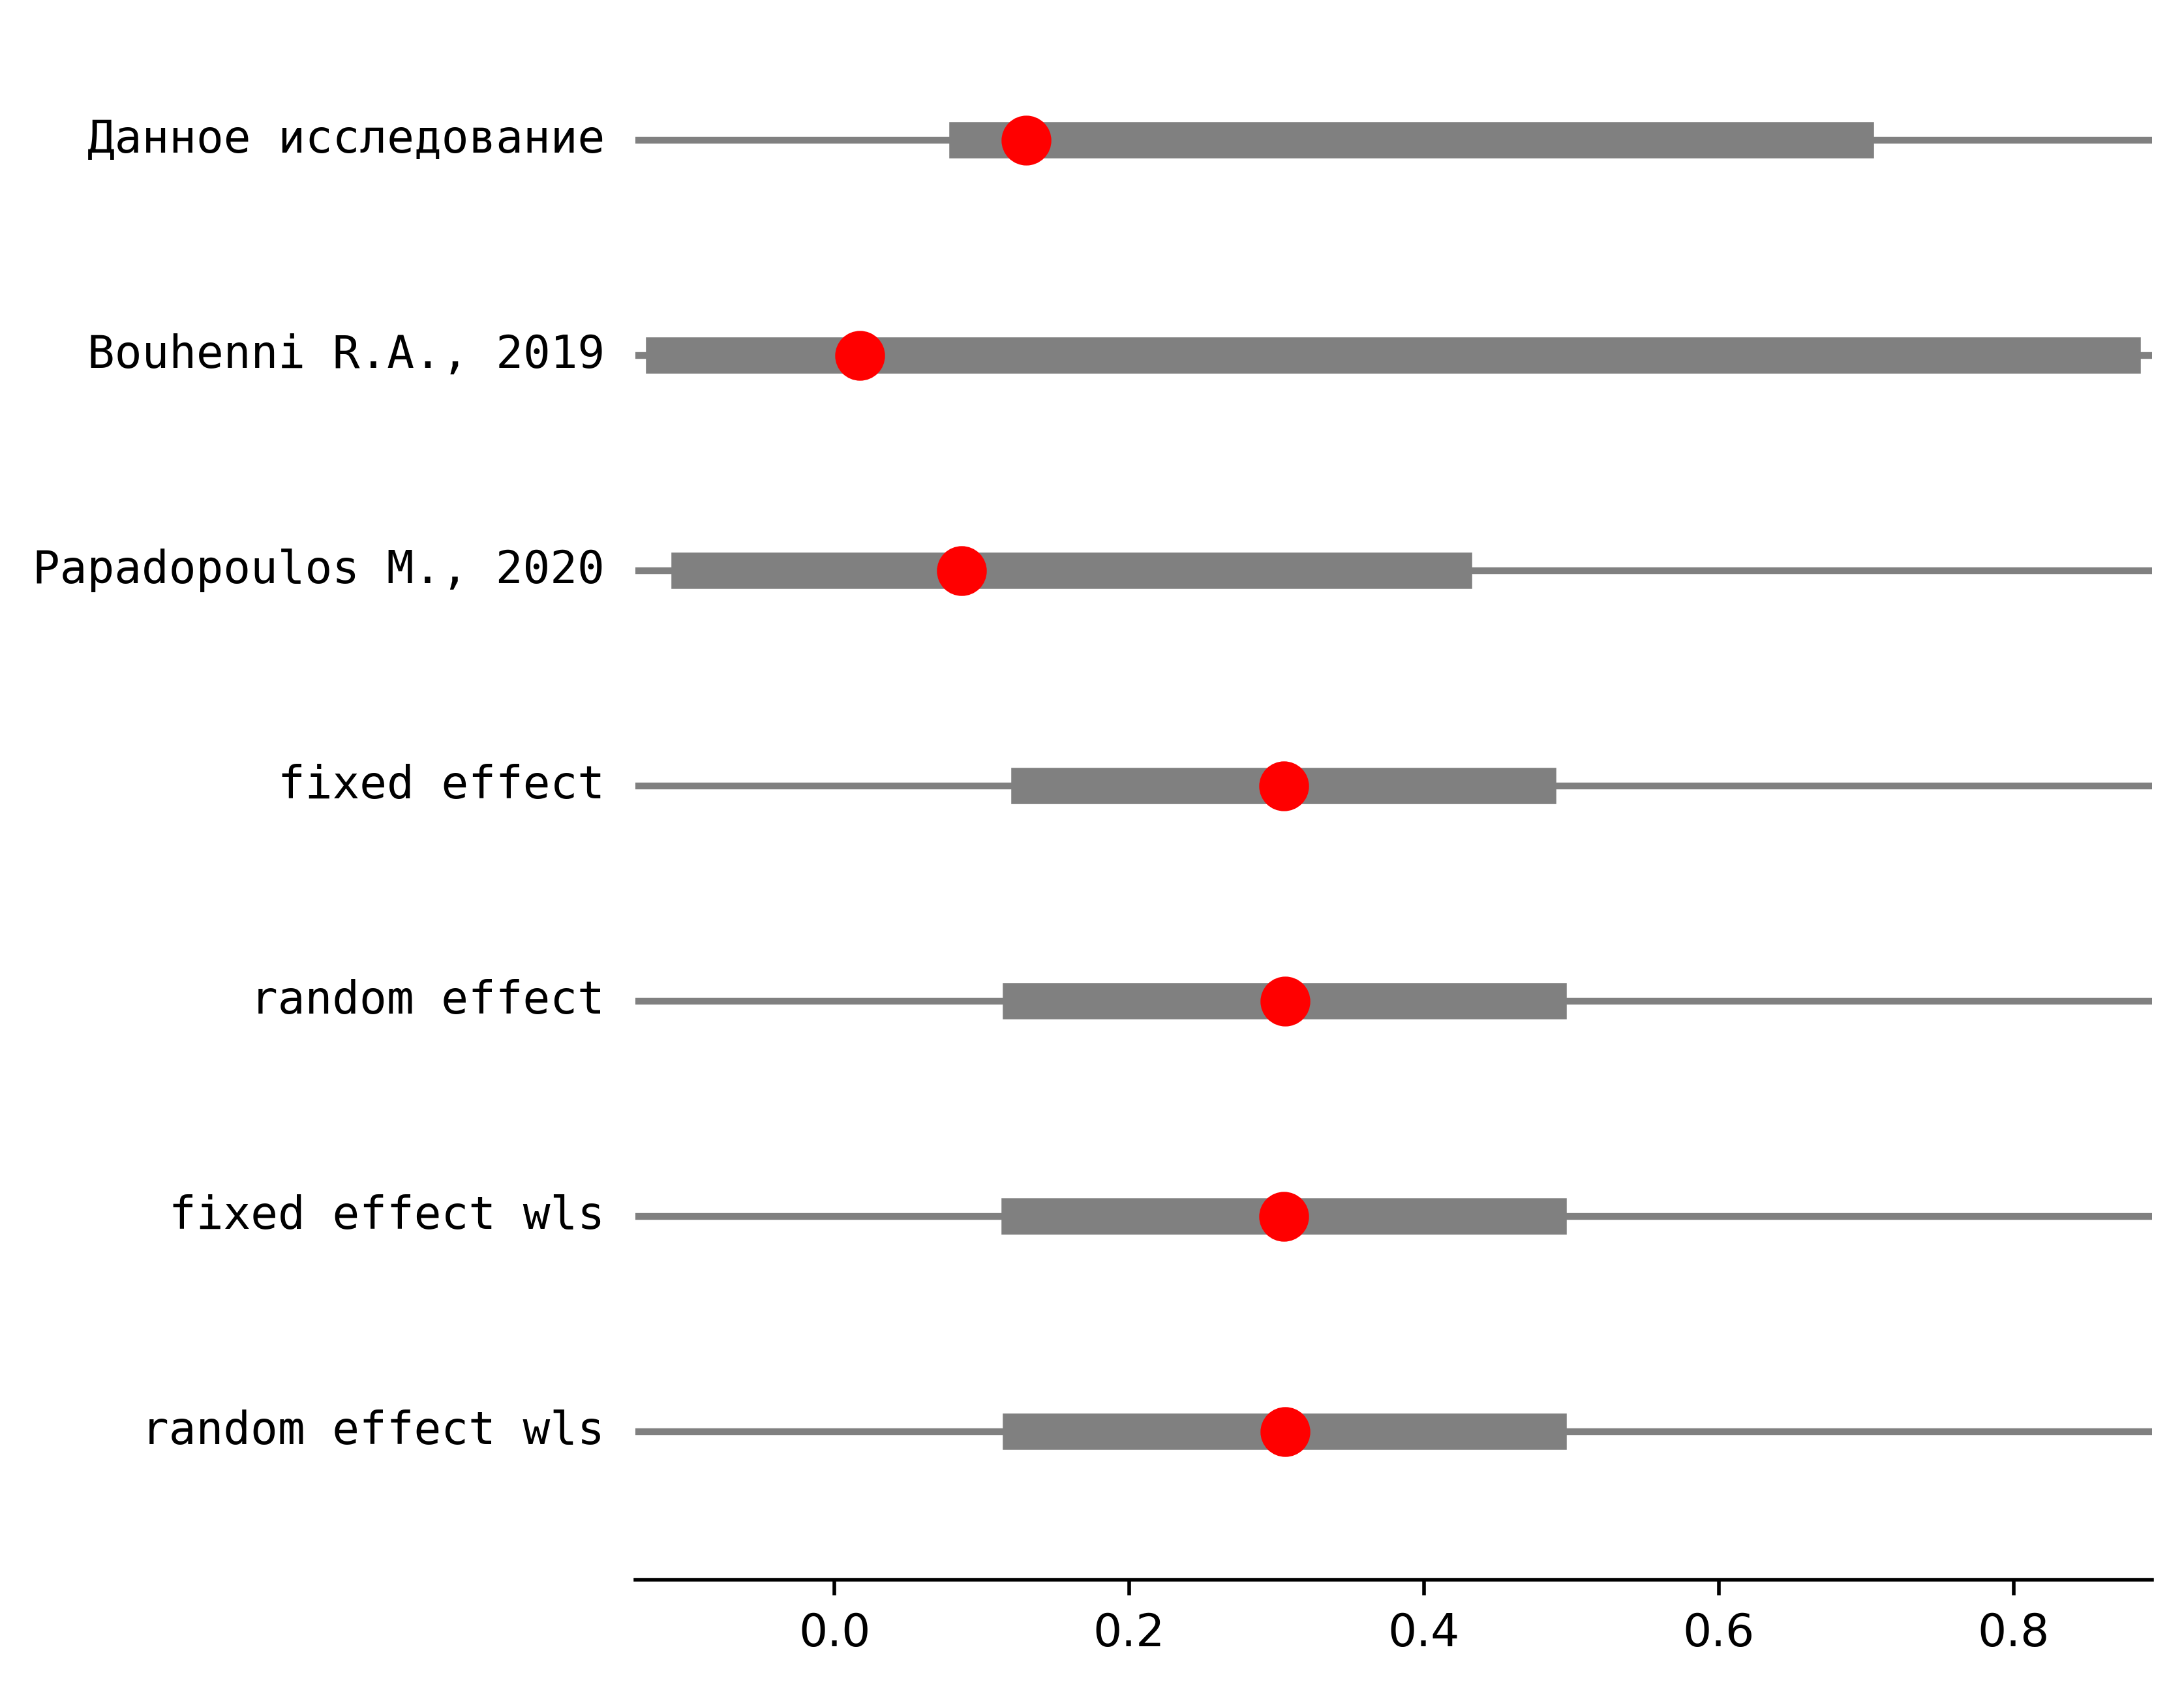 Данное исследование
Bouhenni R.A., 2019
Papadopoulos M., 2020
fixed effect
random effect
fixed effect wls
random effect wls
0.0 0.2 0.4 0.6 0.8